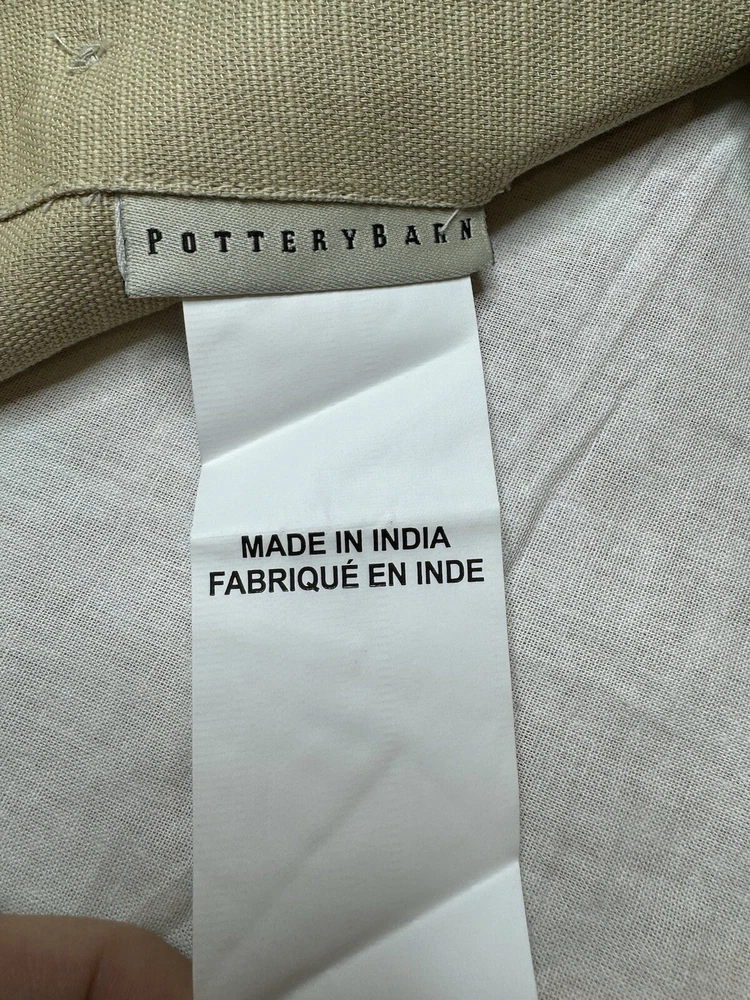 POTTERYBARN
MADE IN INDIA
FABRIQUÉ EN INDE